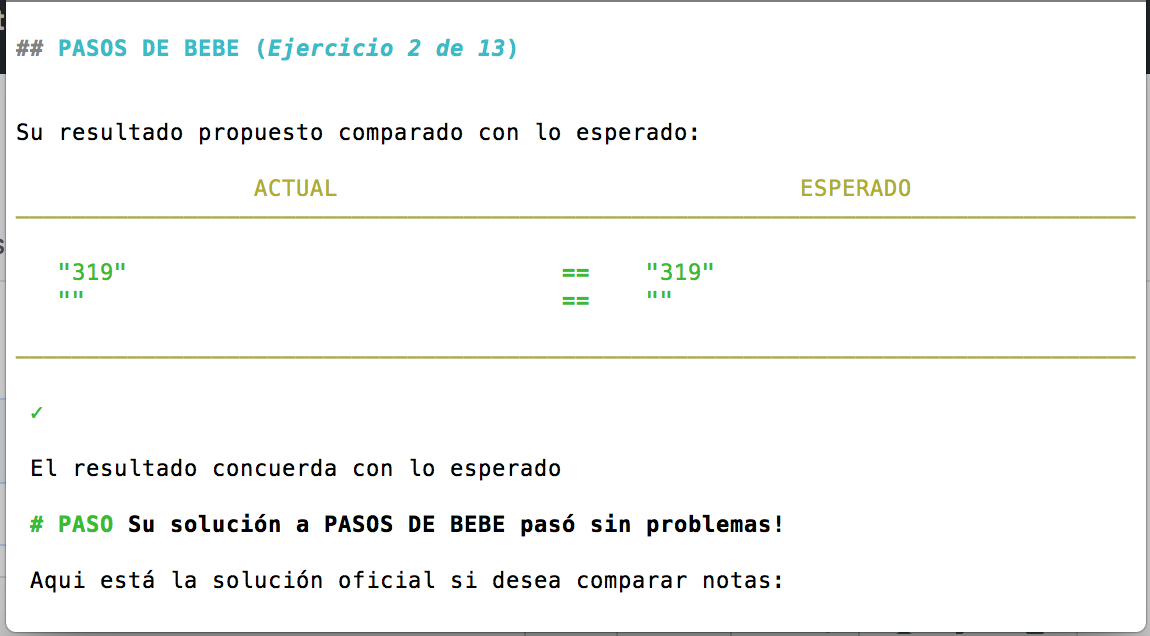 ## PASOS DE BEBE (Ejercicio 2 de 13)
Su resultado propuesto comparado con lo esperado:
ACTUAL ESPERADO
"319" == "319"
"" == ""
✓
El resultado concuerda con lo esperado
# PASO Su solución a PASOS DE BEBE pasó sin problemas!
Aqui está la solución oficial si desea comparar notas: